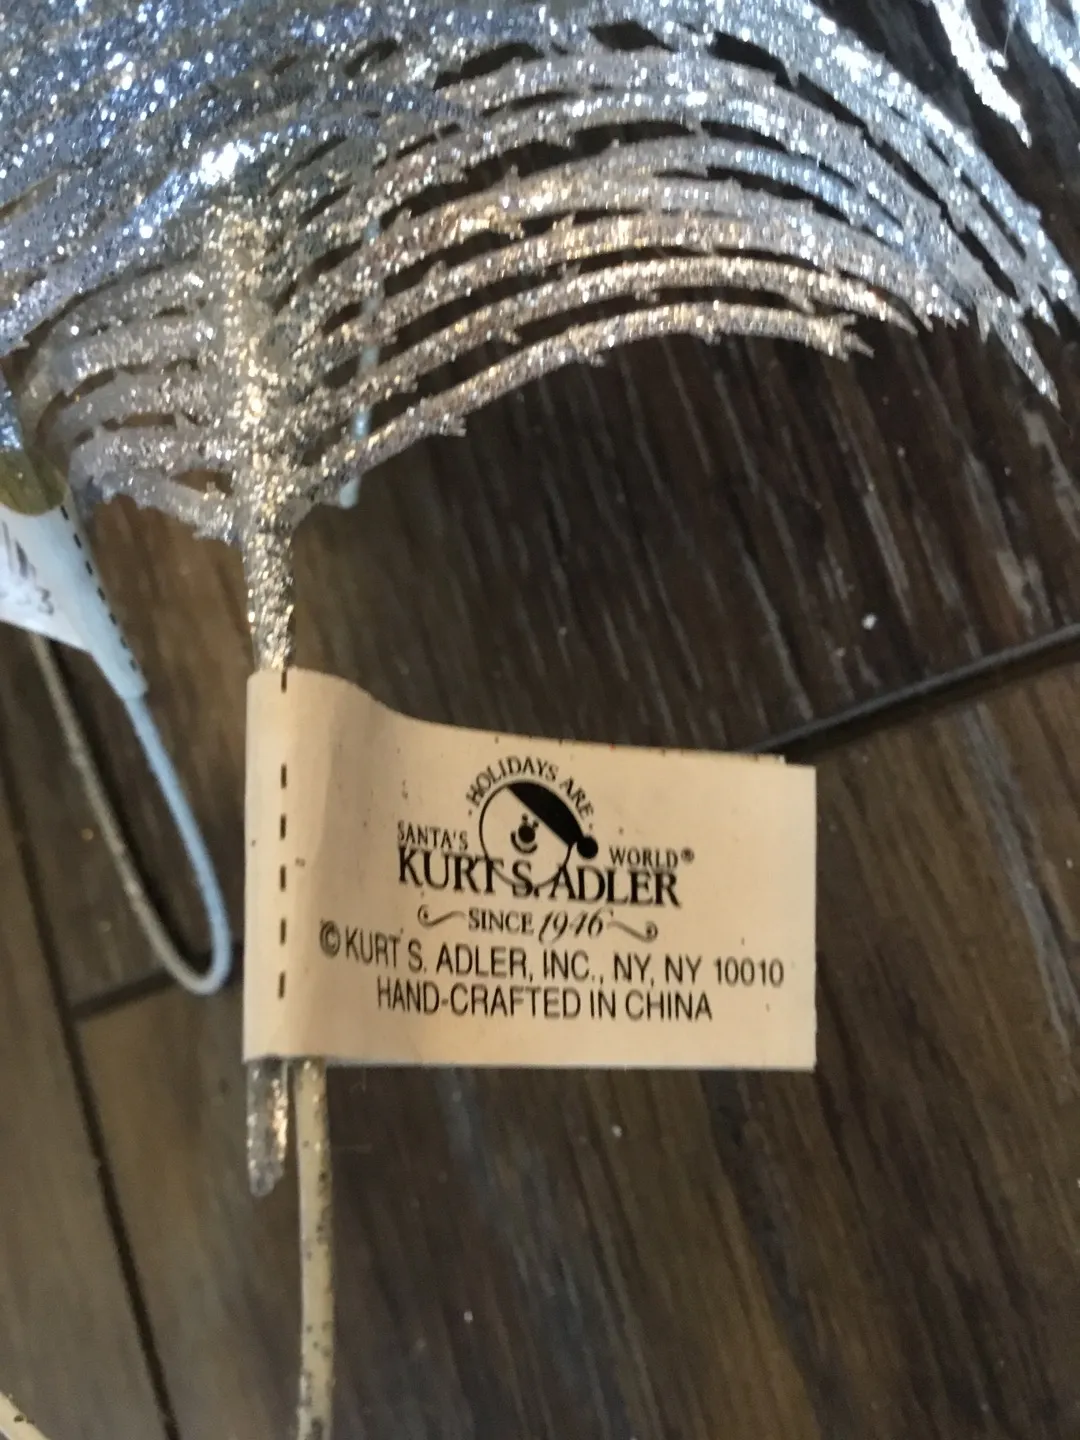 · HOLIDAYS ARE ·
SANTA'S WORLD®
KURT S. ADLER
SINCE 1946
© KURT S. ADLER, INC., NY, NY 10010
HAND-CRAFTED IN CHINA